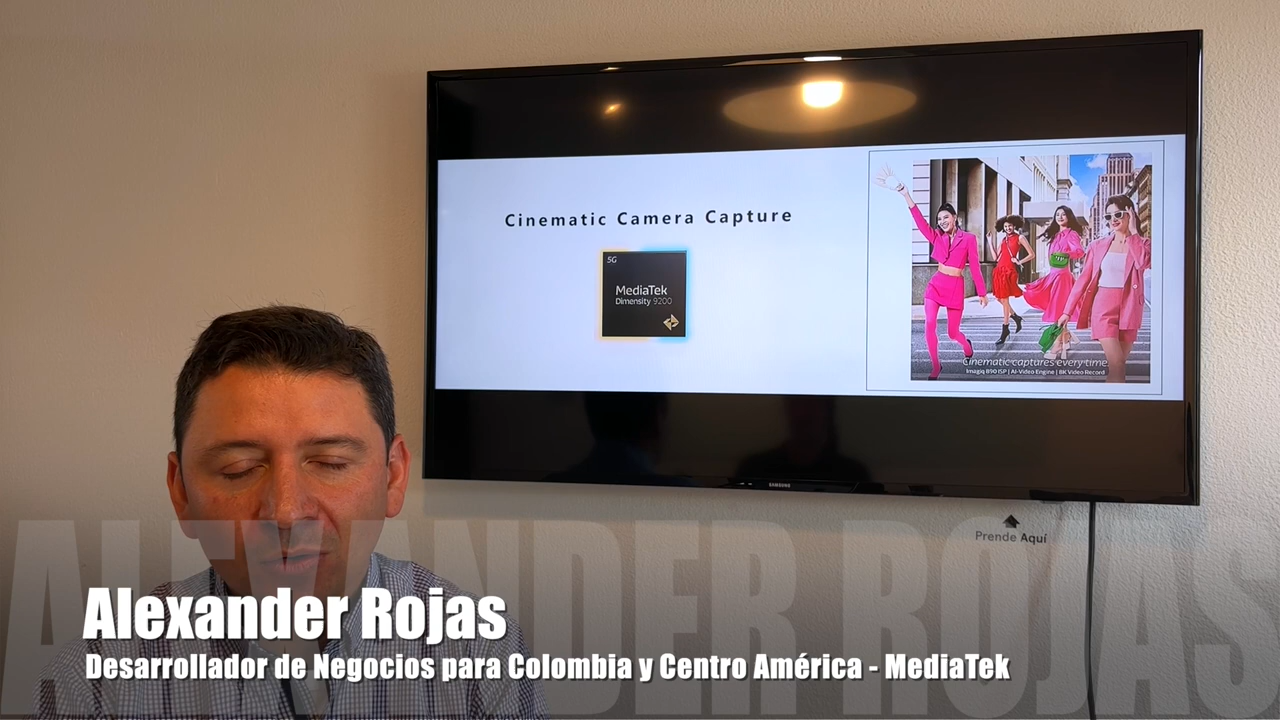 Cinematic Camera Capture
5G
MediaTek
Dimensity 9200
Cinematic captures every time.
Imagiq 890 ISP | AI-Video Engine | 8K Video Record
SAMSUNG
Prende Aquí
ALEXANDER ROJAS
Alexander Rojas
Desarrollador de Negocios para Colombia y Centro América - MediaTek